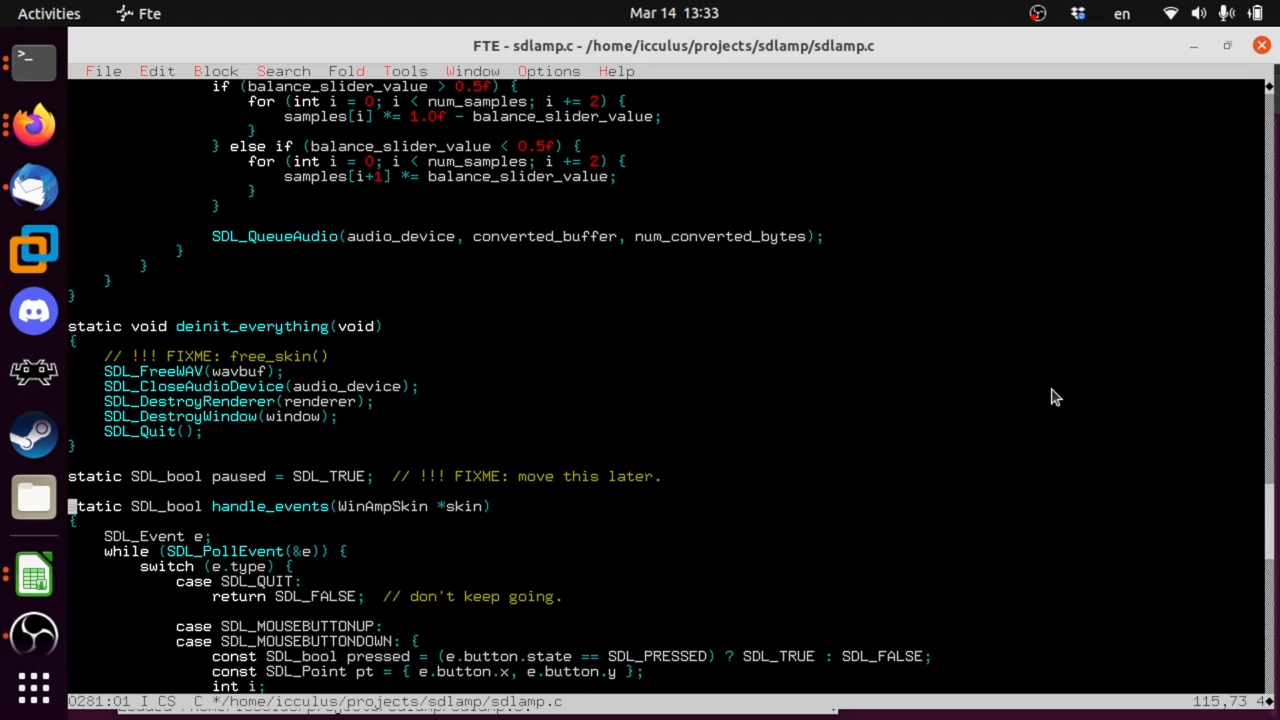 Activities
Fte
Mar 14 13:33
en
FTE - sdlamp.c - /home/icculus/projects/sdlamp/sdlamp.c
File Edit Block Search Fold Tools Window Options Help
if (balance_slider_value > 0.5f) {
for (int i = 0; i < num_samples; i += 2) {
samples[i] *= 1.0f - balance_slider_value;
}
} else if (balance_slider_value < 0.5f) {
for (int i = 0; i < num_samples; i += 2) {
samples[i+1] *= balance_slider_value;
}
}
SDL_QueueAudio(audio_device, converted_buffer, num_converted_bytes);
}
}
}
}
static void deinit_everything(void)
{
// !!! FIXME: free_skin()
SDL_FreeWAV(wavbuf);
SDL_CloseAudioDevice(audio_device);
SDL_DestroyRenderer(renderer);
SDL_DestroyWindow(window);
SDL_Quit();
}
static SDL_bool paused = SDL_TRUE;  // !!! FIXME: move this later.
static SDL_bool handle_events(WinAmpSkin *skin)
{
SDL_Event e;
while (SDL_PollEvent(&e)) {
switch (e.type) {
case SDL_QUIT:
return SDL_FALSE;  // don't keep going.
case SDL_MOUSEBUTTONUP:
case SDL_MOUSEBUTTONDOWN: {
const SDL_bool pressed = (e.button.state == SDL_PRESSED) ? SDL_TRUE : SDL_FALSE;
const SDL_Point pt = { e.button.x, e.button.y };
int i;
0281:01 I CS  C */home/icculus/projects/sdlamp/sdlamp.c
115,73 4